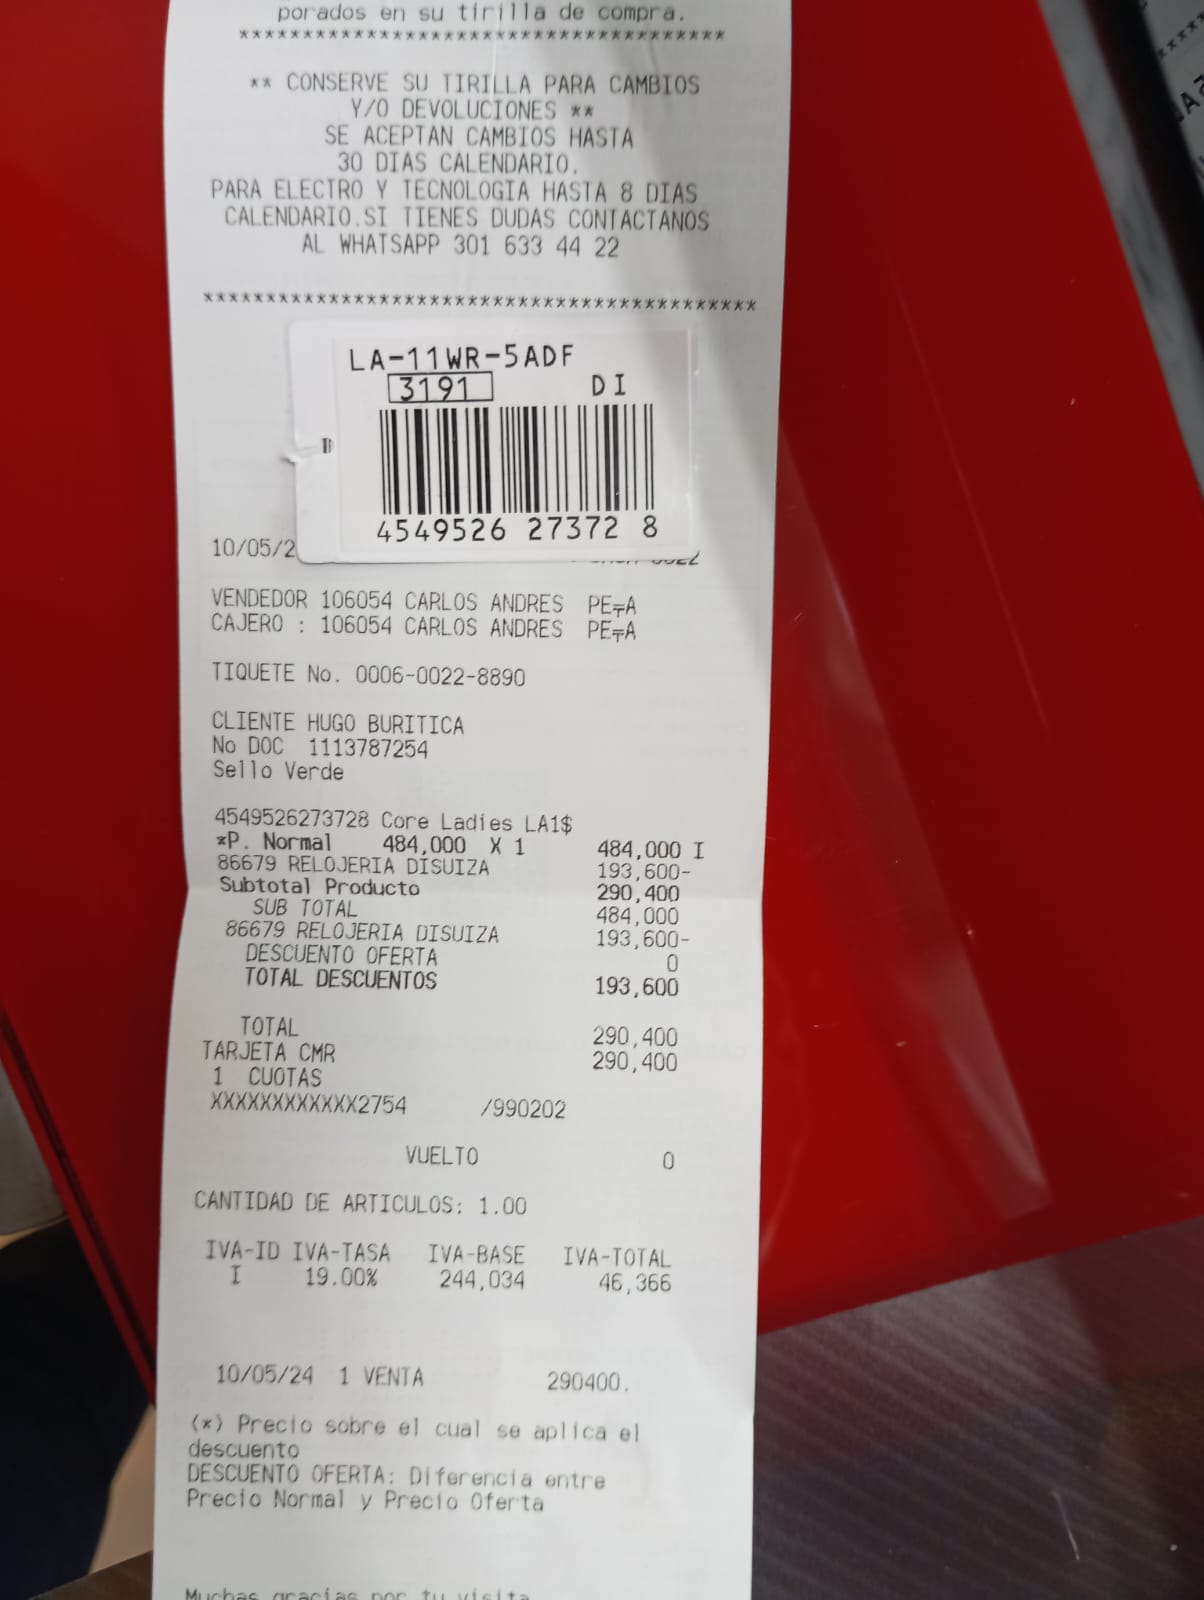 porados en su tirilla de compra.
***************************************
** CONSERVE SU TIRILLA PARA CAMBIOS
Y/O DEVOLUCIONES **
SE ACEPTAN CAMBIOS HASTA
30 DIAS CALENDARIO.
PARA ELECTRO Y TECNOLOGIA HASTA 8 DIAS
CALENDARIO.SI TIENES DUDAS CONTACTANOS
AL WHATSAPP 301 633 44 22
********************************************
LA-11WR-5ADF
3191 DI
4549526 27372 8
10/05/2
VENDEDOR 106054 CARLOS ANDRES PE╤A
CAJERO : 106054 CARLOS ANDRES PE╤A
TIQUETE No. 0006-0022-8890
CLIENTE HUGO BURITICA
No DOC 1113787254
Sello Verde
4549526273728 Core Ladies LA1$
*P. Normal 484,000 X 1 484,000 I
86679 RELOJERIA DISUIZA 193,600-
Subtotal Producto 290,400
SUB TOTAL 484,000
86679 RELOJERIA DISUIZA 193,600-
DESCUENTO OFERTA 0
TOTAL DESCUENTOS 193,600
TOTAL 290,400
TARJETA CMR 290,400
1 CUOTAS
XXXXXXXXXXXX2754 /990202
VUELTO 0
CANTIDAD DE ARTICULOS: 1.00
IVA-ID IVA-TASA IVA-BASE IVA-TOTAL
I 19.00% 244,034 46,366
10/05/24 1 VENTA 290400.
(*) Precio sobre el cual se aplica el
descuento
DESCUENTO OFERTA: Diferencia entre
Precio Normal y Precio Oferta
Muchas gracias por tu visita